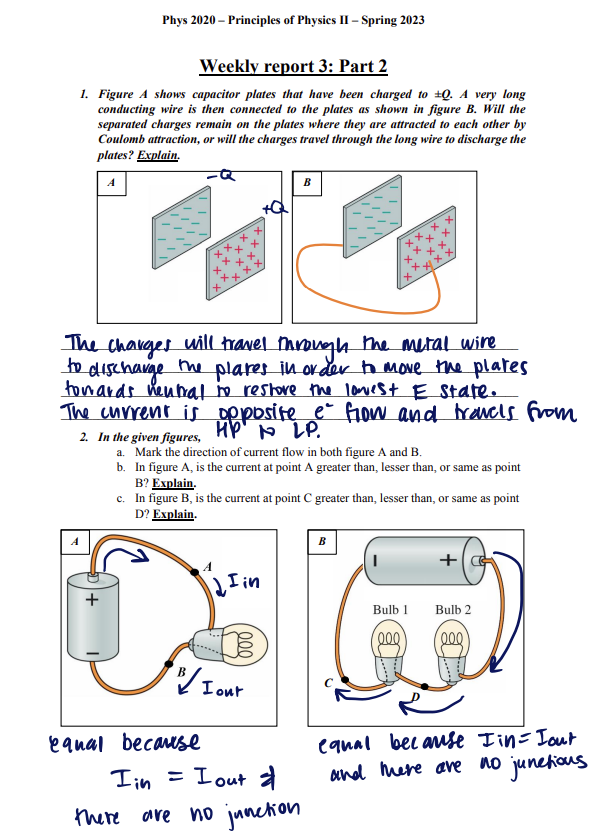 Phys 2020 – Principles of Physics II – Spring 2023
Weekly report 3: Part 2
1. Figure A shows capacitor plates that have been charged to ±Q. A very long
conducting wire is then connected to the plates as shown in figure B. Will the
separated charges remain on the plates where they are attracted to each other by
Coulomb attraction, or will the charges travel through the long wire to discharge the
plates? Explain.
A
-Q
+Q
B
The charges will travel through the metal wire
to discharge the plates in order to move the plates
towards neutral to restore the lowest E state.
The current is opposite e⁻ flow and travels from
HP to LP.
2. In the given figures,
a. Mark the direction of current flow in both figure A and B.
b. In figure A, is the current at point A greater than, lesser than, or same as point
B? Explain.
c. In figure B, is the current at point C greater than, lesser than, or same as point
D? Explain.
A
+
−
A
I in
B
I out
B
I
+
Bulb 1 Bulb 2
C
D
equal because
I in = I out &
there are no junction
equal because Iin = Iout
and there are no junctions